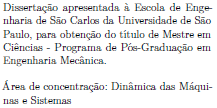 Dissertação apresentada à Escola de Enge-
nharia de São Carlos da Universidade de São
Paulo, para obtenção do título de Mestre em
Ciências - Programa de Pós-Graduação em
Engenharia Mecânica.
Área de concentração: Dinâmica das Máqui-
nas e Sistemas